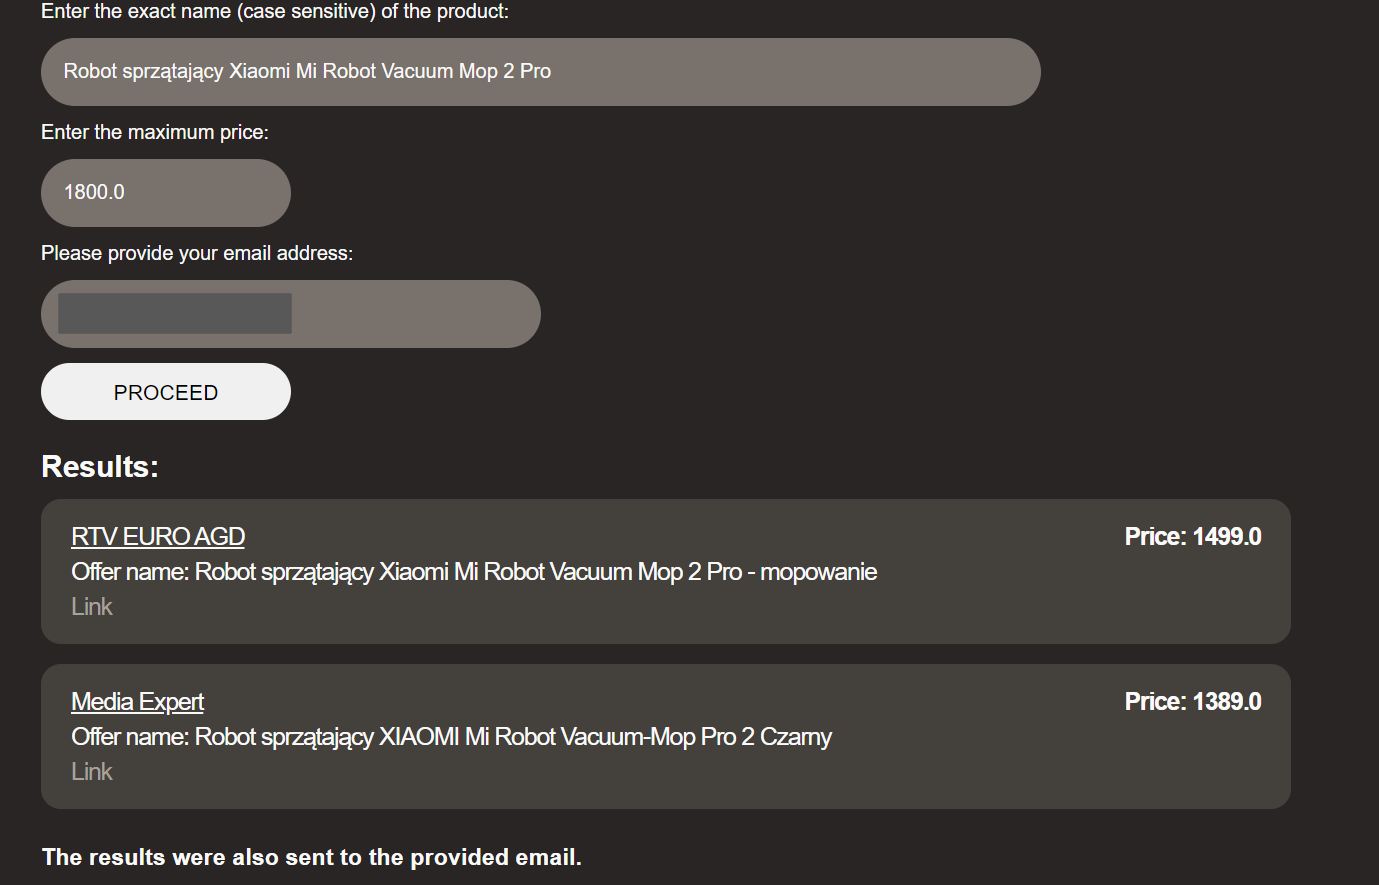 Enter the exact name (case sensitive) of the product:
Robot sprzątający Xiaomi Mi Robot Vacuum Mop 2 Pro
Enter the maximum price:
1800.0
Please provide your email address:
PROCEED
Results:
RTV EURO AGD Price: 1499.0
Offer name: Robot sprzątający Xiaomi Mi Robot Vacuum Mop 2 Pro - mopowanie
Link
Media Expert Price: 1389.0
Offer name: Robot sprzątający XIAOMI Mi Robot Vacuum-Mop Pro 2 Czarny
Link
The results were also sent to the provided email.